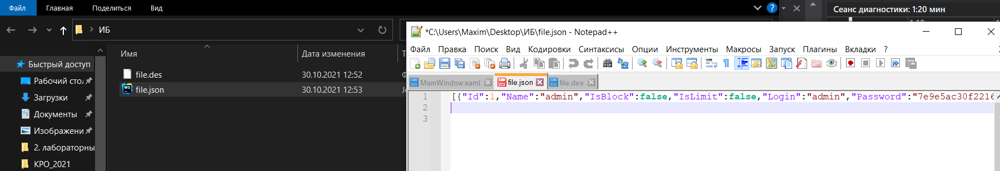 Файл Главная Поделиться Вид
Сеанс диагностики: 1:20 мин
ИБ
*C:\Users\Maxim\Desktop\ИБ\file.json - Notepad++
Файл Правка Поиск Вид Кодировки Синтаксисы Опции Инструменты Макросы Запуск Плагины Вкладки ?
Имя Дата изменения
Быстрый доступ
Рабочий сто
Загрузки
Документы
Изображени
2. лабораторны
КРО_2021
file.des 30.10.2021 12:52
file.json 30.10.2021 12:53
MainWindow.xaml file.json file.des
1 [{"Id":1,"Name":"admin","IsBlock":false,"IsLimit":false,"Login":"admin","Password":"7e9e5ac30f2216
2
3